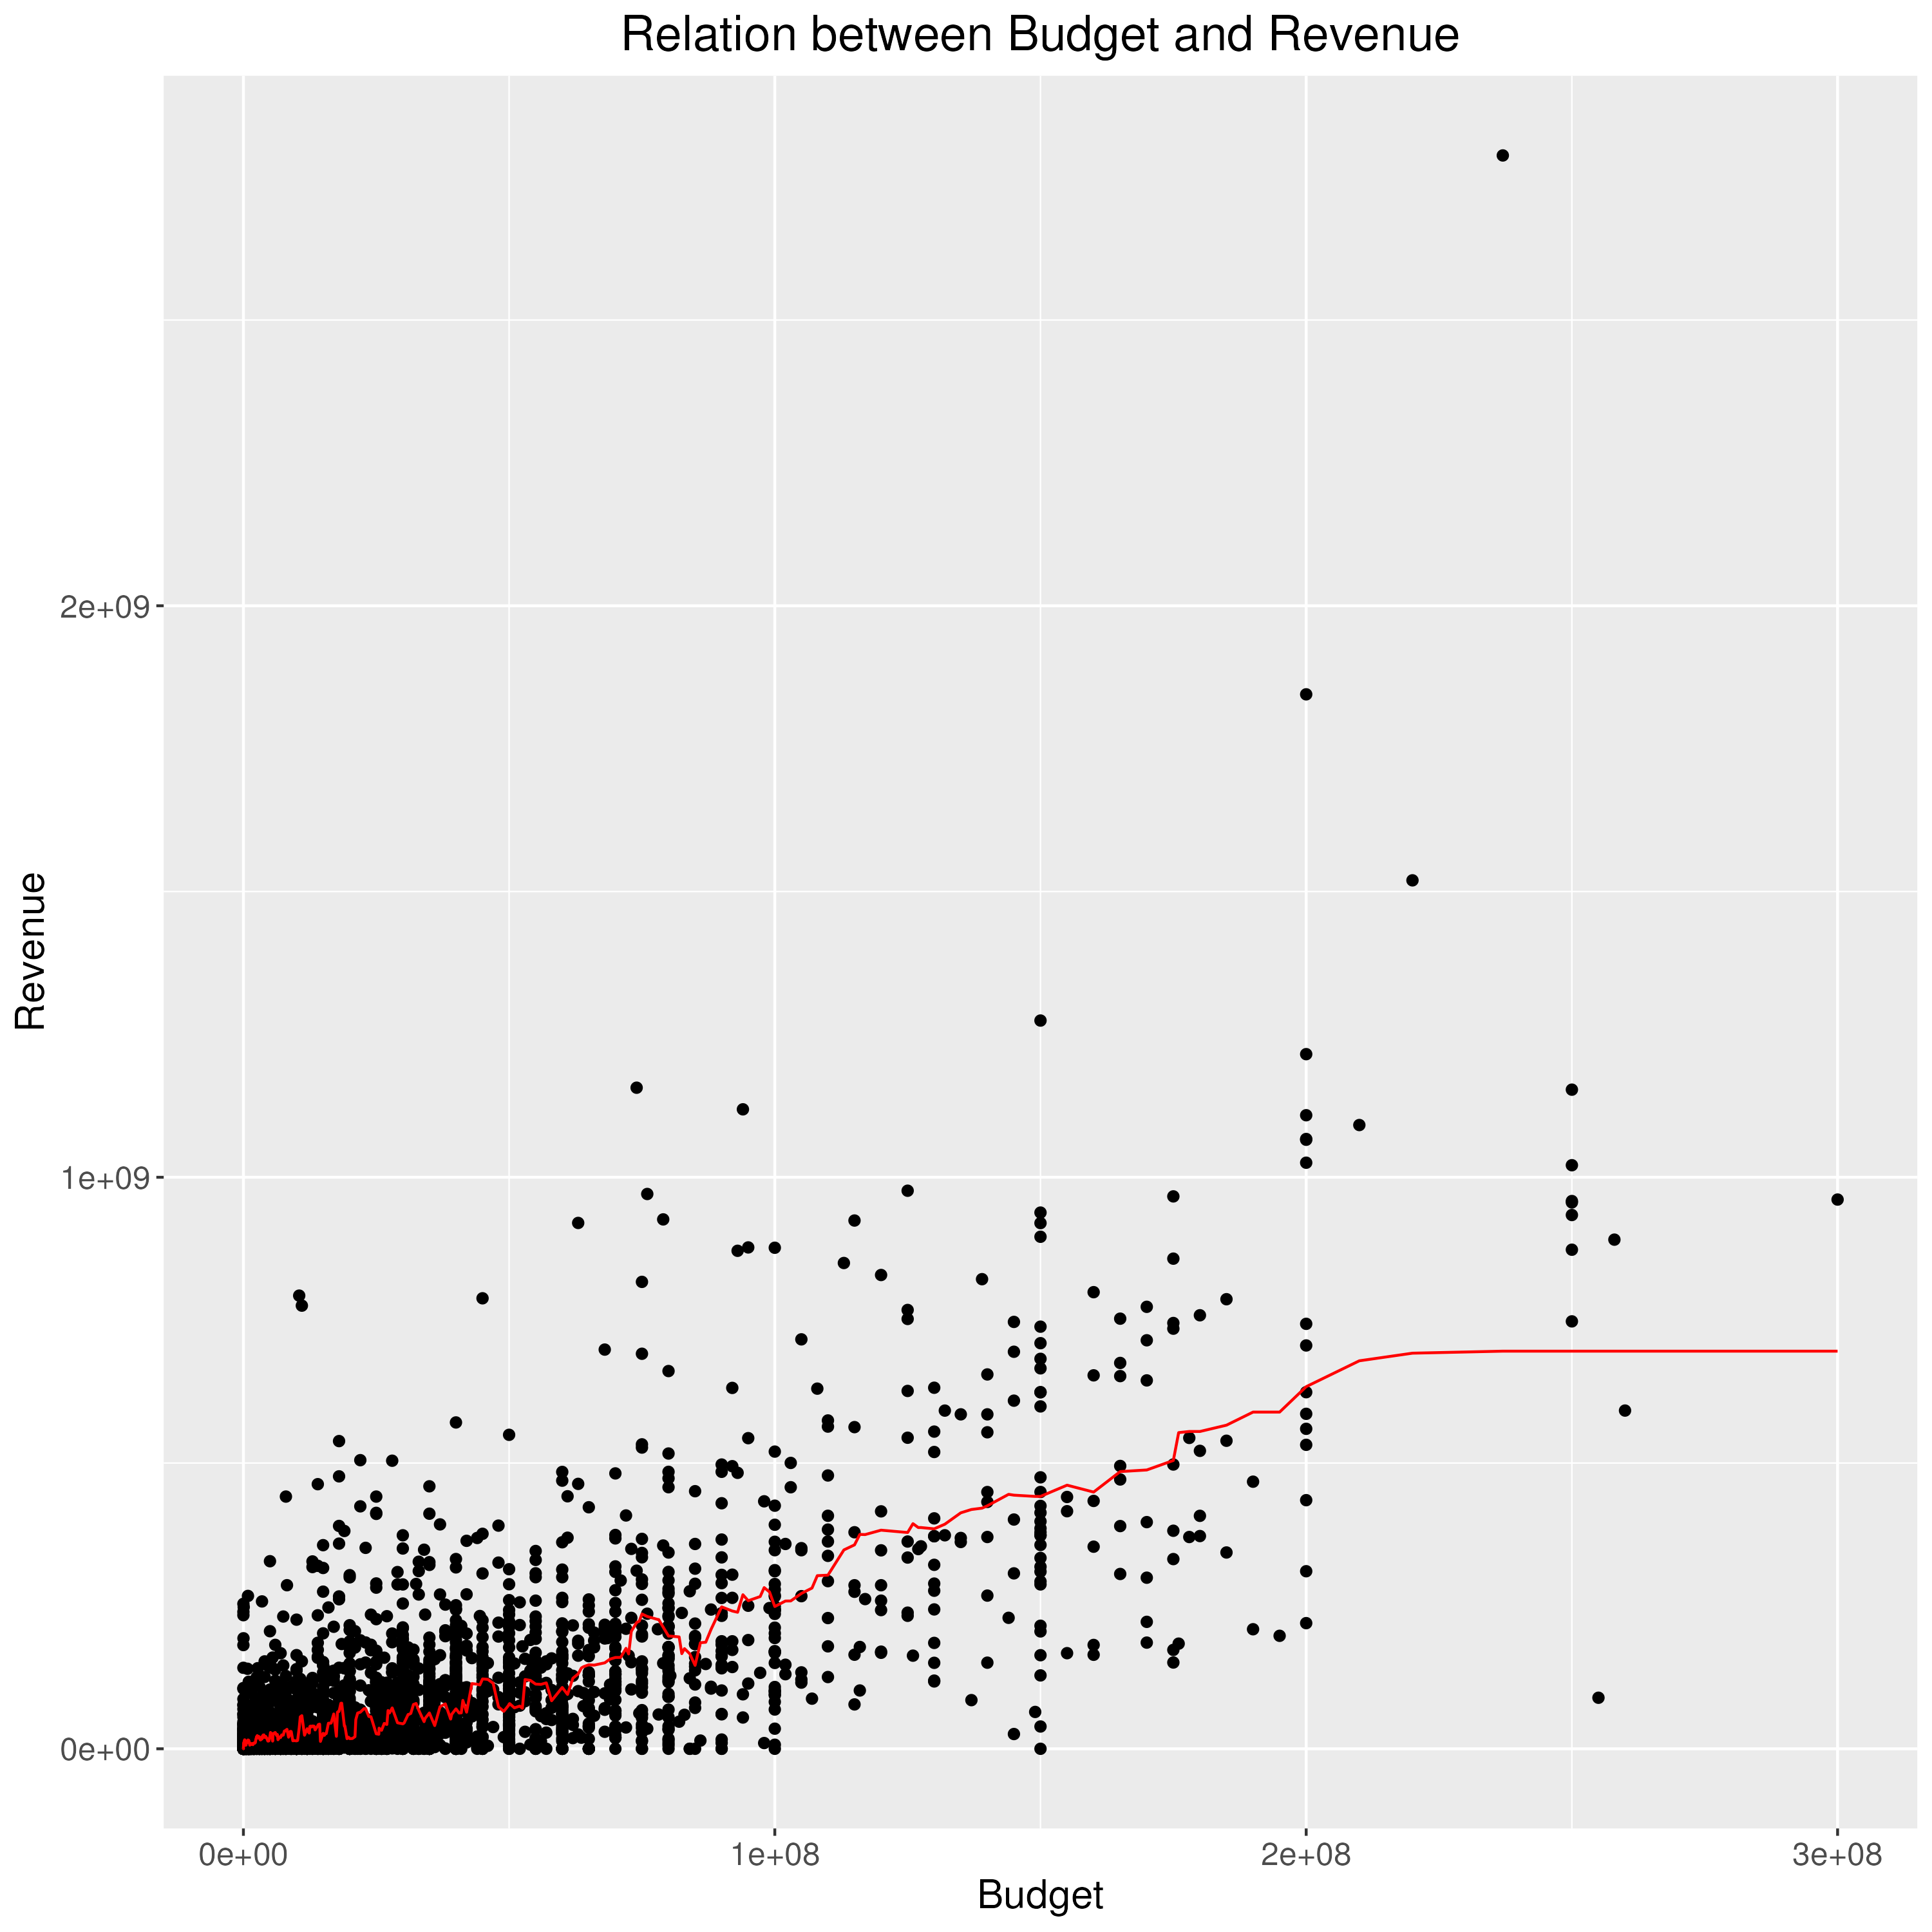 Relation between Budget and Revenue
Revenue
2e+09
1e+09
0e+00
0e+00 1e+08 2e+08 3e+08
Budget